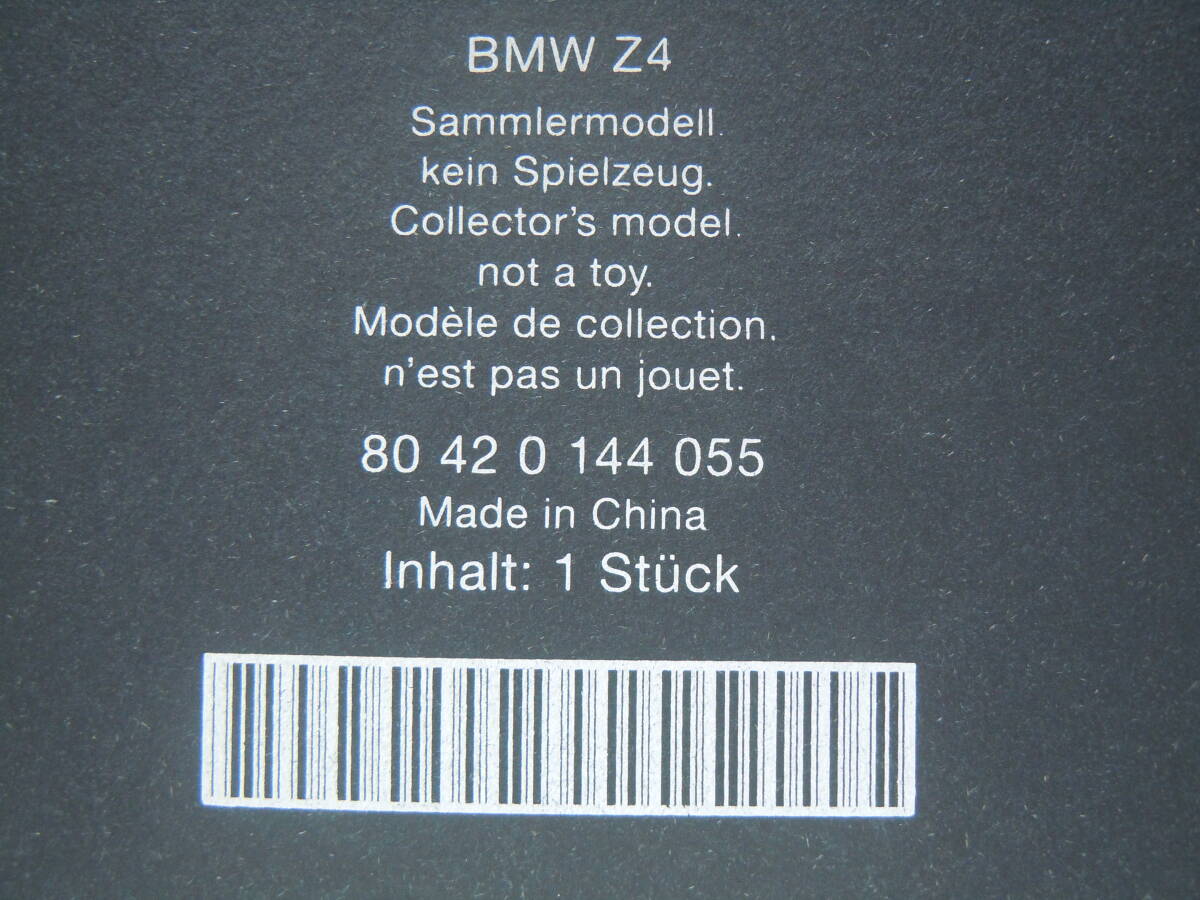 BMW Z4
Sammlermodell.
kein Spielzeug.
Collector's model.
not a toy.
Modèle de collection.
n'est pas un jouet.
80 42 0 144 055
Made in China
Inhalt: 1 Stück